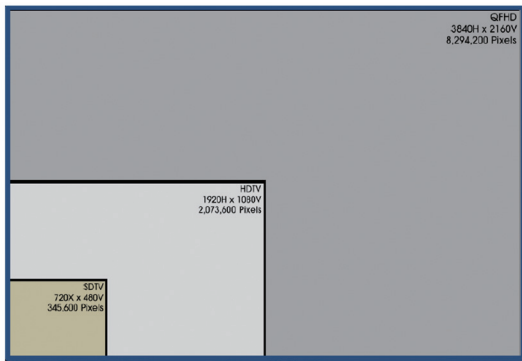 QFHD
3840H x 2160V
8,294,200 Pixels
HDTV
1920H x 1080V
2,073,600 Pixels
SDTV
720X x 480V
345,600 Pixels